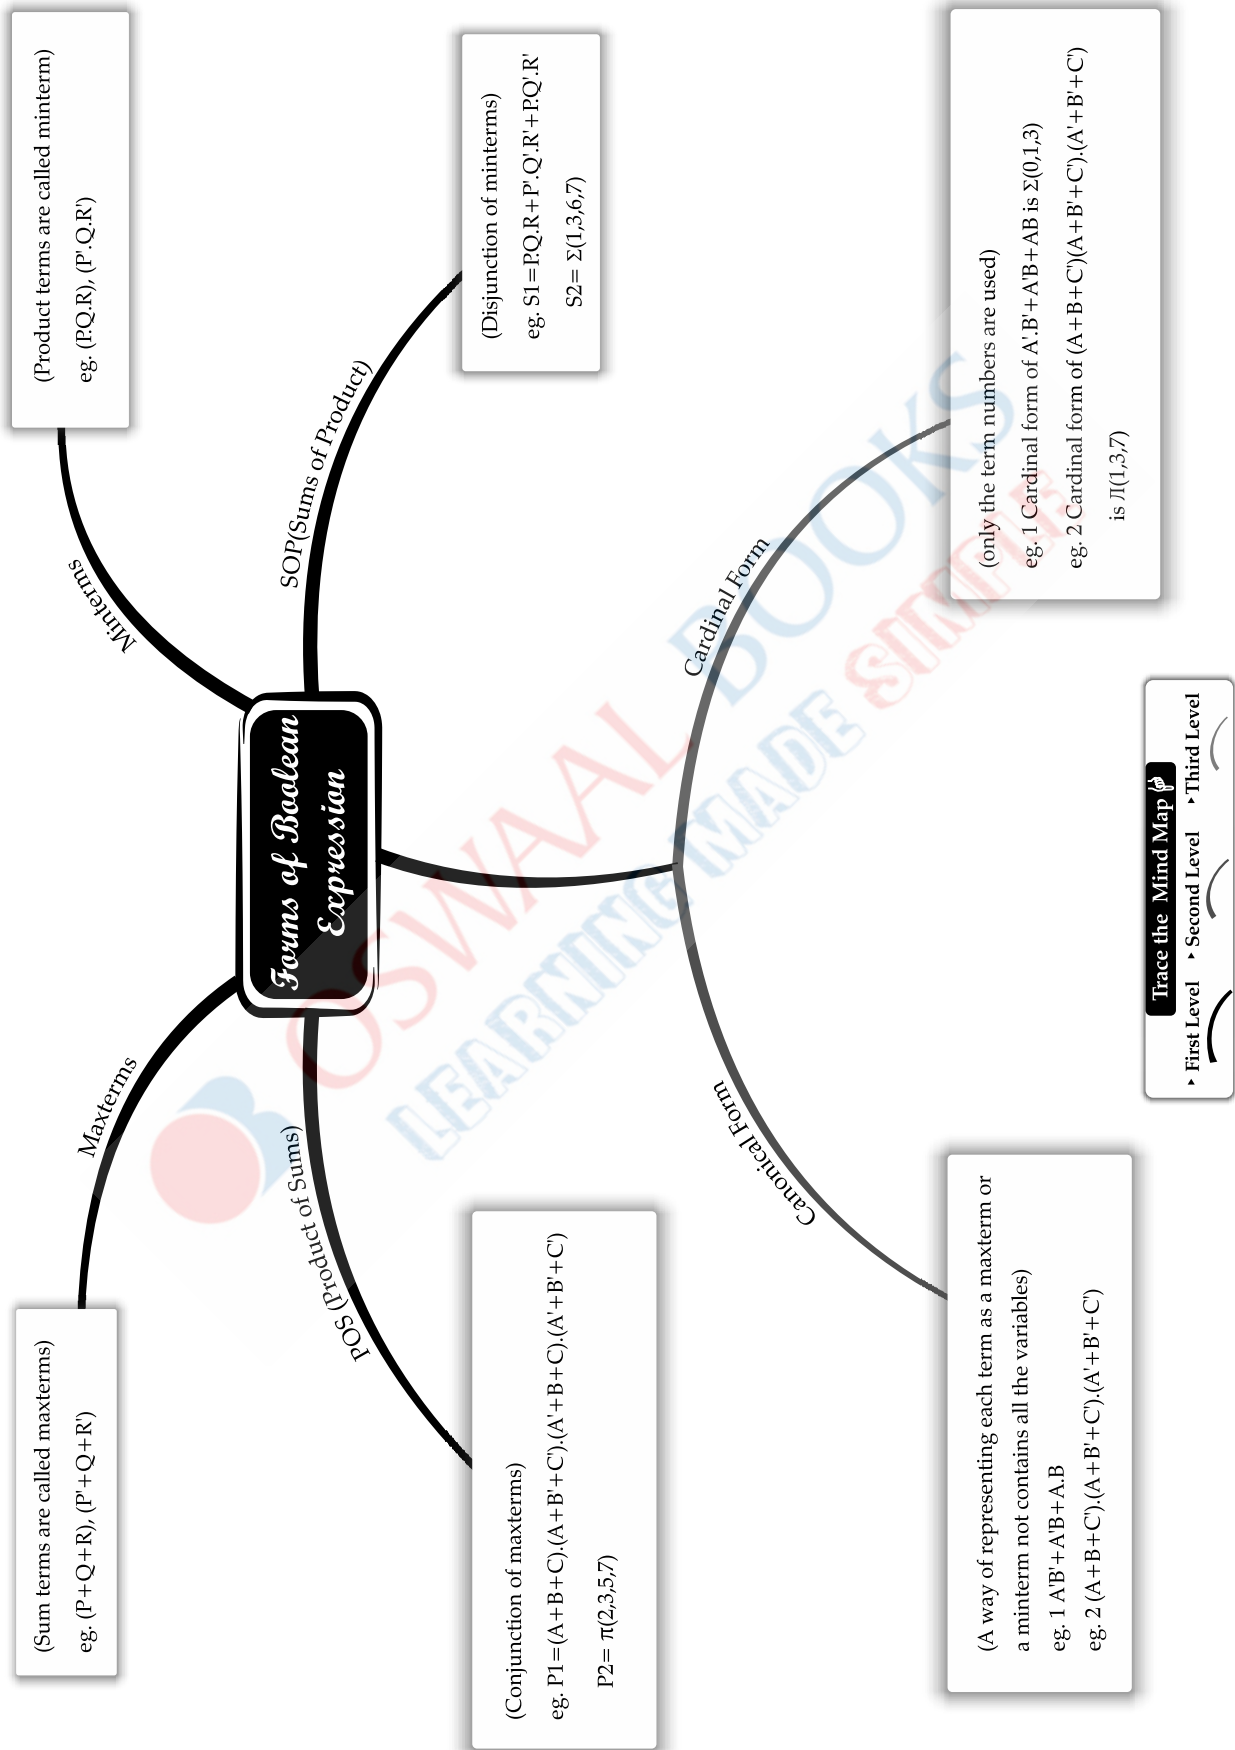 Forms of Boolean
Expression
Maxterms
(Sum terms are called maxterms)
eg. (P+Q+R), (P'+Q+R')
Minterms
(Product terms are called minterm)
eg. (P.Q.R), (P'.Q.R')
POS (Product of Sums)
(Conjunction of maxterms)
eg. P1=(A+B+C).(A+B'+C').(A'+B+C).(A'+B'+C')
P2= π(2,3,5,7)
SOP(Sums of Product)
(Disjunction of minterms)
eg. S1=P.Q.R+P'.Q'.R'+P.Q'.R'
S2= Σ(1,3,6,7)
Canonical Form
(A way of representing each term as a maxterm or
a minterm not contains all the variables)
eg. 1 A'B'+A'B+A.B
eg. 2 (A+B+C').(A+B'+C').(A'+B'+C')
Cardinal Form
(only the term numbers are used)
eg. 1 Cardinal form of A'.B'+A'B+AB is Σ(0,1,3)
eg. 2 Cardinal form of (A+B+C')(A+B'+C').(A'+B'+C')
is Л(1,3,7)
Trace the Mind Map
First Level Second Level Third Level
OSWAAL BOOKS
LEARNING MADE SIMPLE